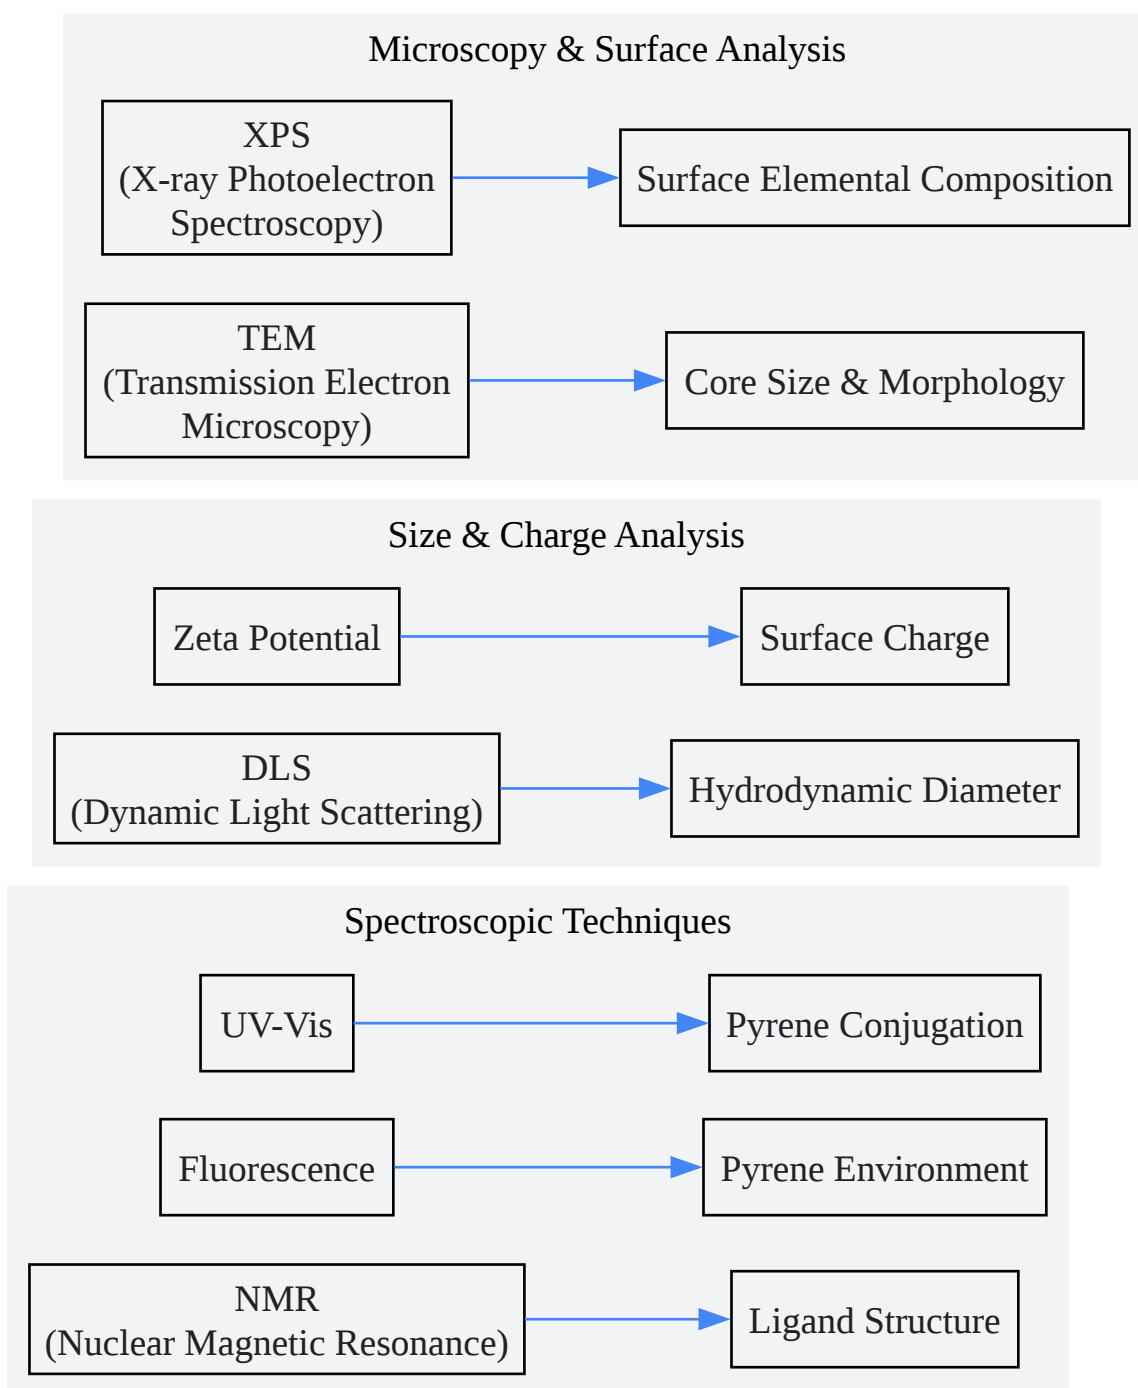 Microscopy & Surface Analysis
XPS
(X-ray Photoelectron
Spectroscopy)
Surface Elemental Composition
TEM
(Transmission Electron
Microscopy)
Core Size & Morphology
Size & Charge Analysis
Zeta Potential
Surface Charge
DLS
(Dynamic Light Scattering)
Hydrodynamic Diameter
Spectroscopic Techniques
UV-Vis
Pyrene Conjugation
Fluorescence
Pyrene Environment
NMR
(Nuclear Magnetic Resonance)
Ligand Structure